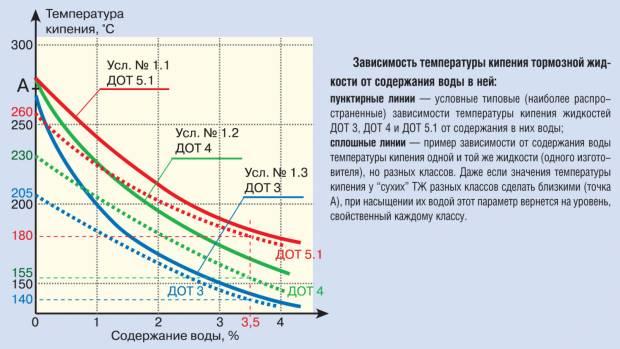 Температура
кипения, °С
300
А
260
250
230
205
200
180
155
150
140
Усл. № 1.1
ДОТ 5.1
Усл. № 1.2
ДОТ 4
Усл. № 1.3
ДОТ 3
ДОТ 5.1
ДОТ 3
ДОТ 4
0
1
2
3
3,5
4
Содержание воды, %
Зависимость температуры кипения тормозной жид-
кости от содержания воды в ней:
пунктирные линии — условные типовые (наиболее распро-
страненные) зависимости температуры кипения жидкостей
ДОТ 3, ДОТ 4 и ДОТ 5.1 от содержания в них воды;
сплошные линии — пример зависимости от содержания воды
температуры кипения одной и той же жидкости (одного изгото-
вителя), но разных классов. Даже если значения температуры
кипения у “сухих” ТЖ разных классов сделать близкими (точка
А), при насыщении их водой этот параметр вернется на уровень,
свойственный каждому классу.